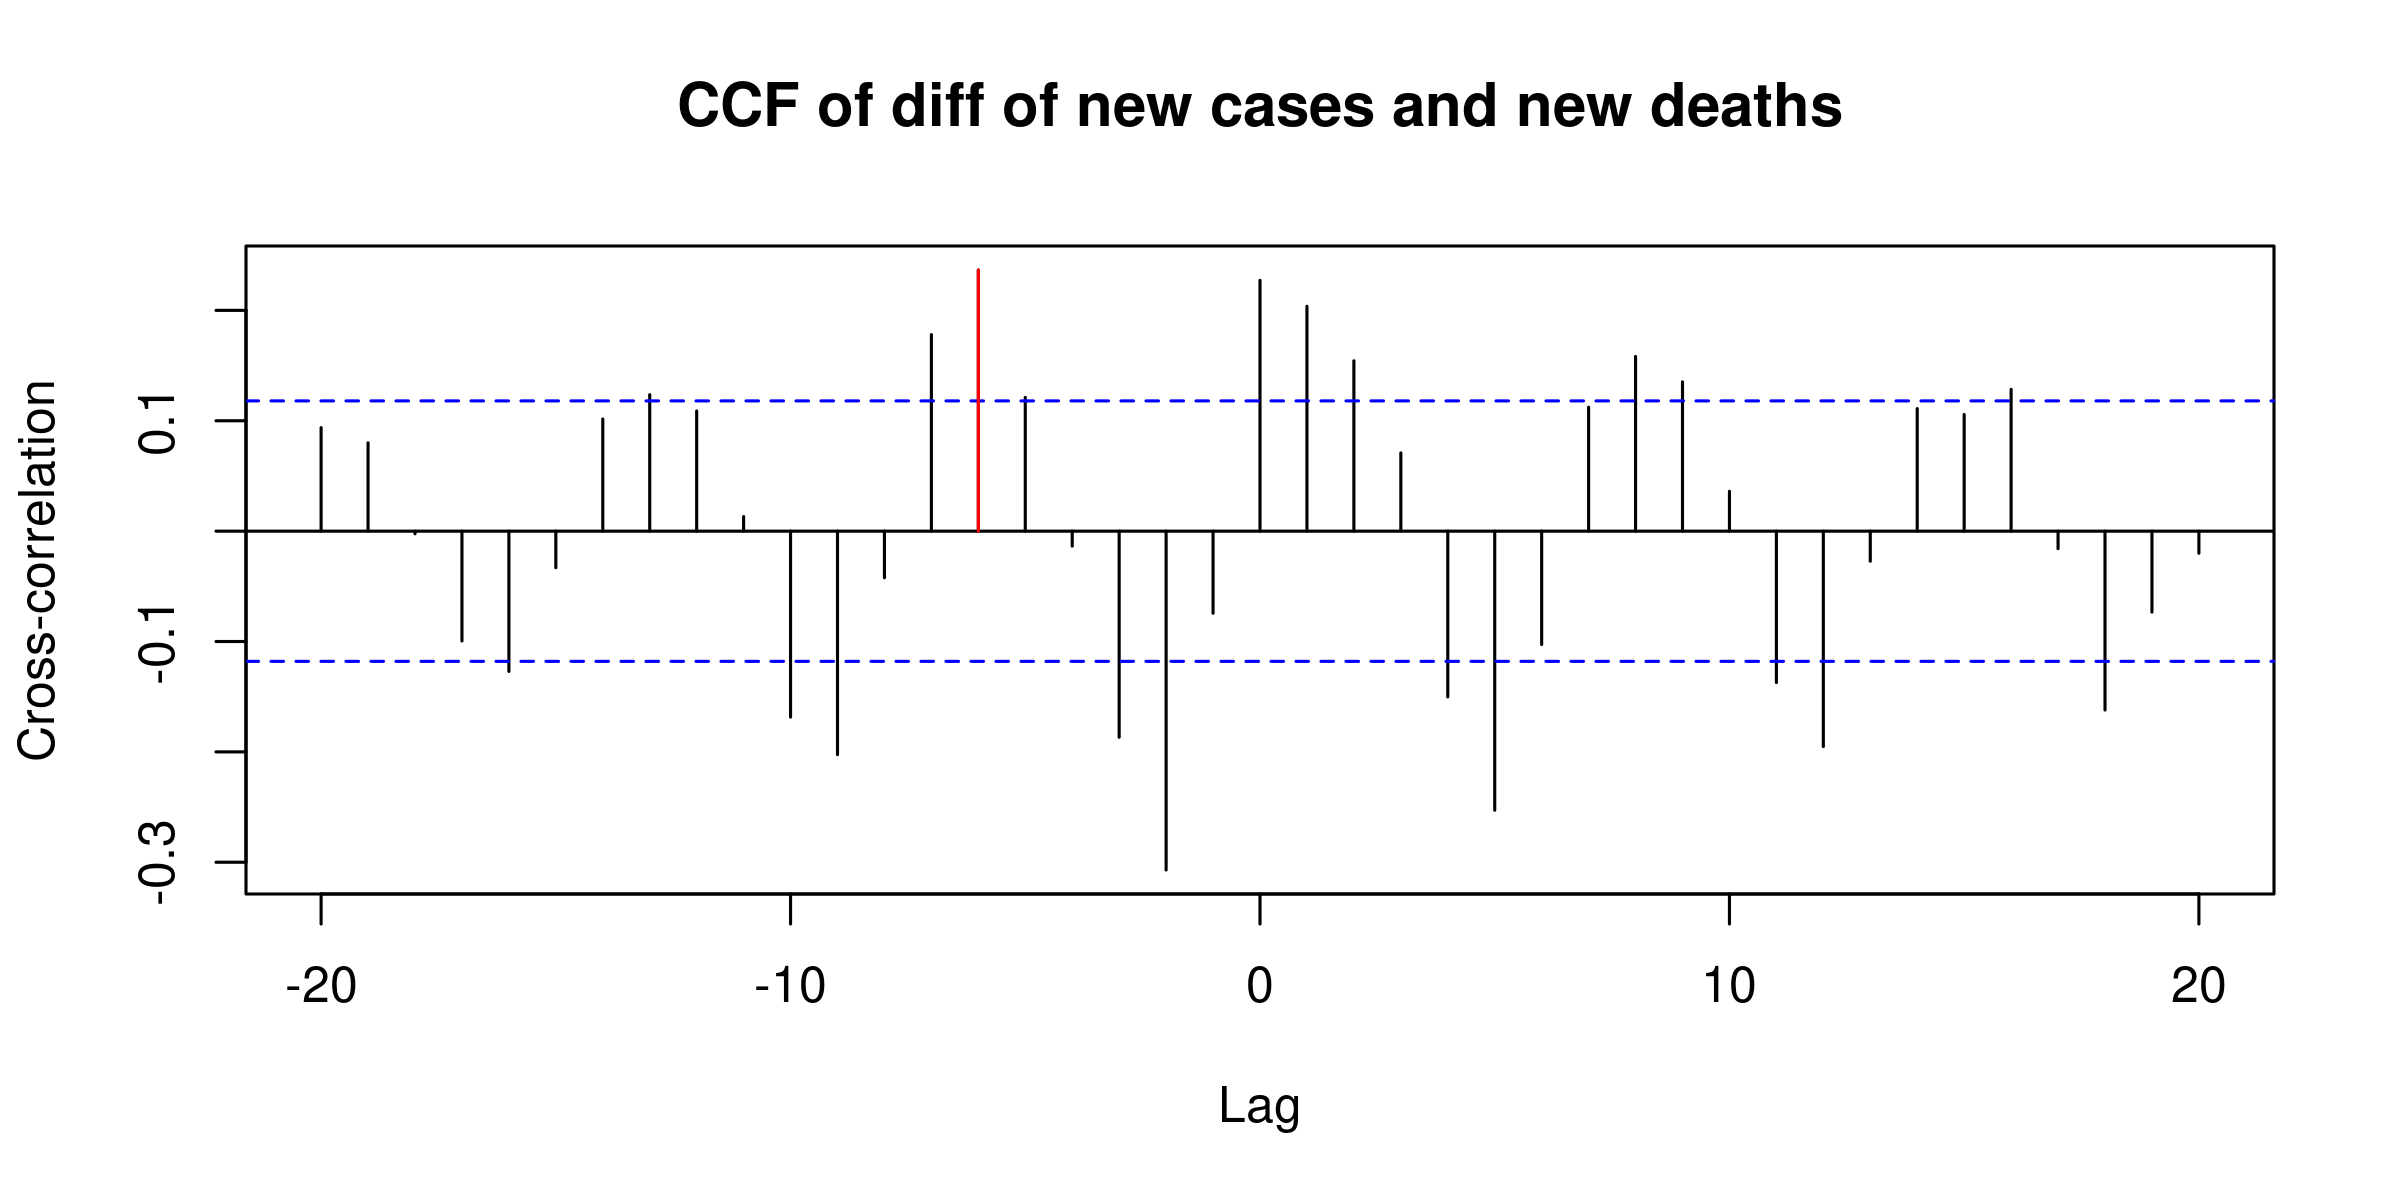 CCF of diff of new cases and new deaths
Cross-correlation
0.1
-0.1
-0.3
-20 -10 0 10 20
Lag